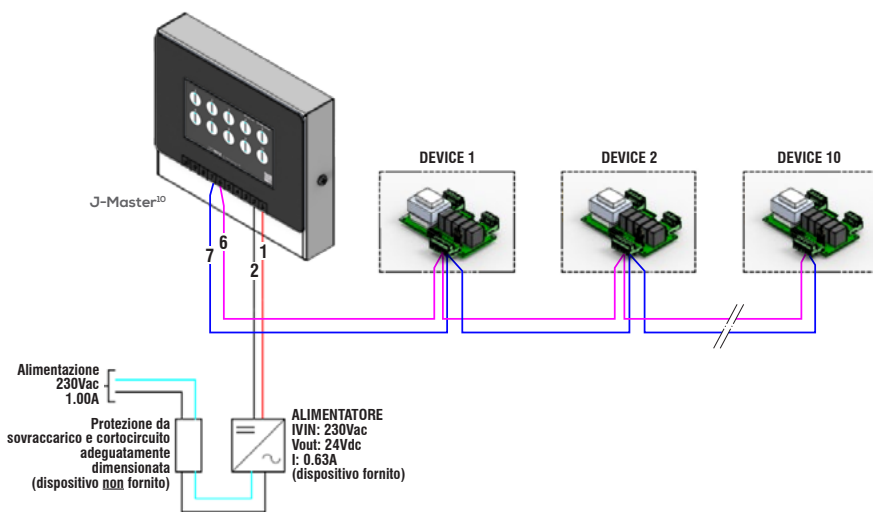 J-Master¹⁰
DEVICE 1
DEVICE 2
DEVICE 10
7
6
2
1
Alimentazione
230Vac
1.00A
Protezione da
sovraccarico e cortocircuito
adeguatamente
dimensionata
(dispositivo non fornito)
ALIMENTATORE
IVIN: 230Vac
Vout: 24Vdc
I: 0.63A
(dispositivo fornito)